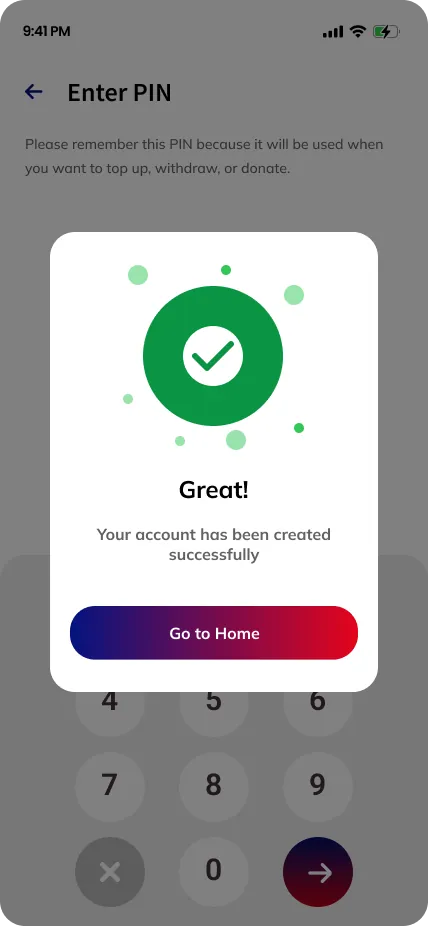 9:41 PM
Enter PIN
Please remember this PIN because it will be used when
you want to top up, withdraw, or donate.
Great!
Your account has been created
successfully
Go to Home
4 5 6
7 8 9
0